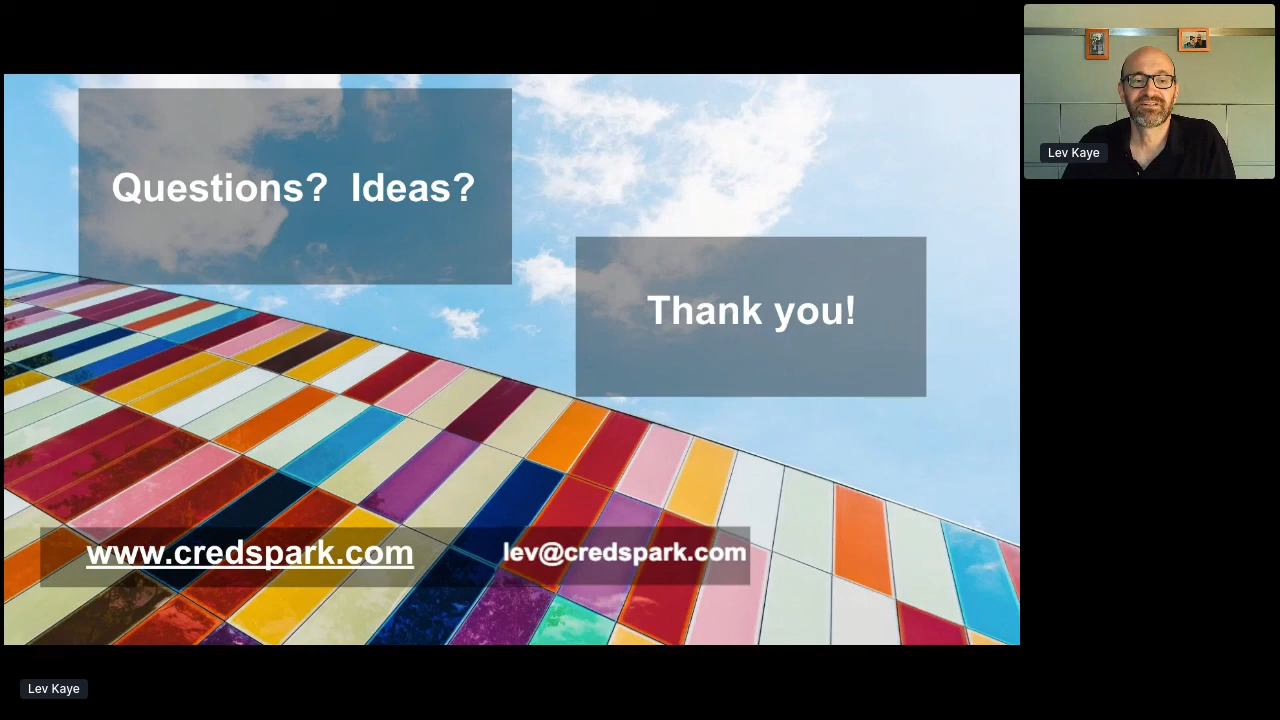 Questions?  Ideas?
Thank you!
www.credspark.com
lev@credspark.com
Lev Kaye
Lev Kaye